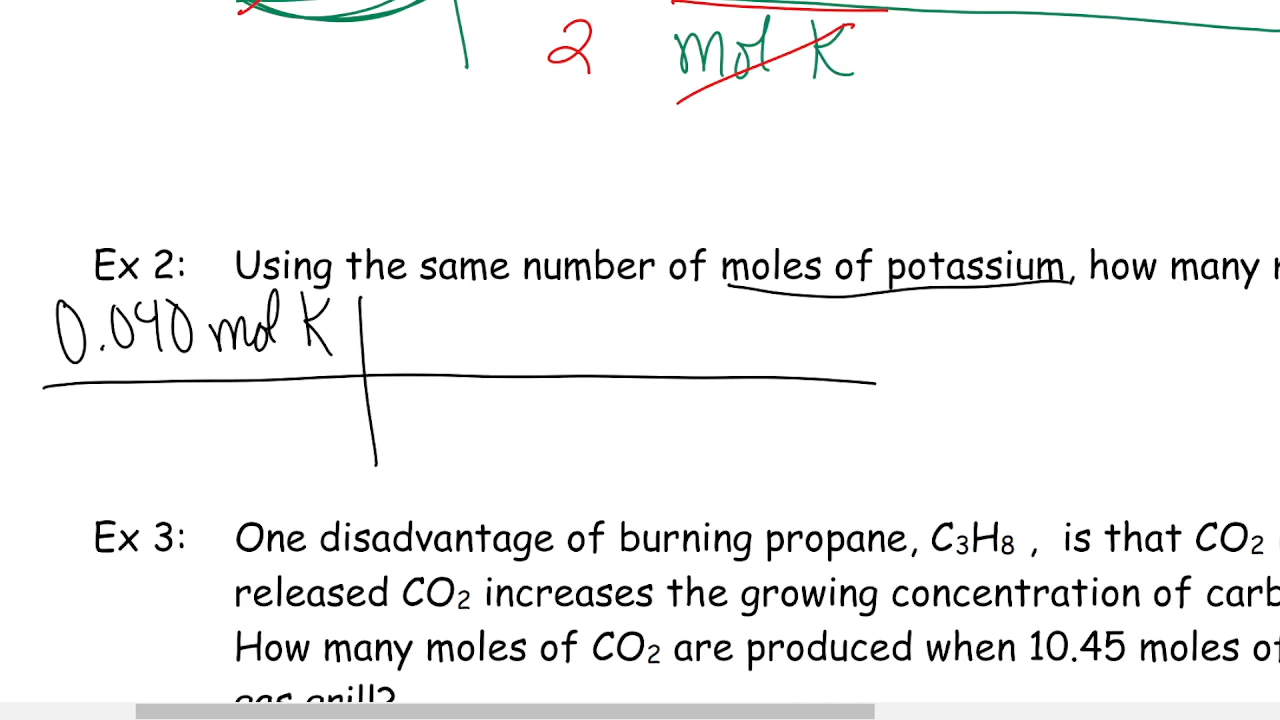 2 mol K
Ex 2: Using the same number of moles of potassium, how many
0.040 mol K
Ex 3: One disadvantage of burning propane, C₃H₈ , is that CO₂
released CO₂ increases the growing concentration of carb
How many moles of CO₂ are produced when 10.45 moles of
gas grill?